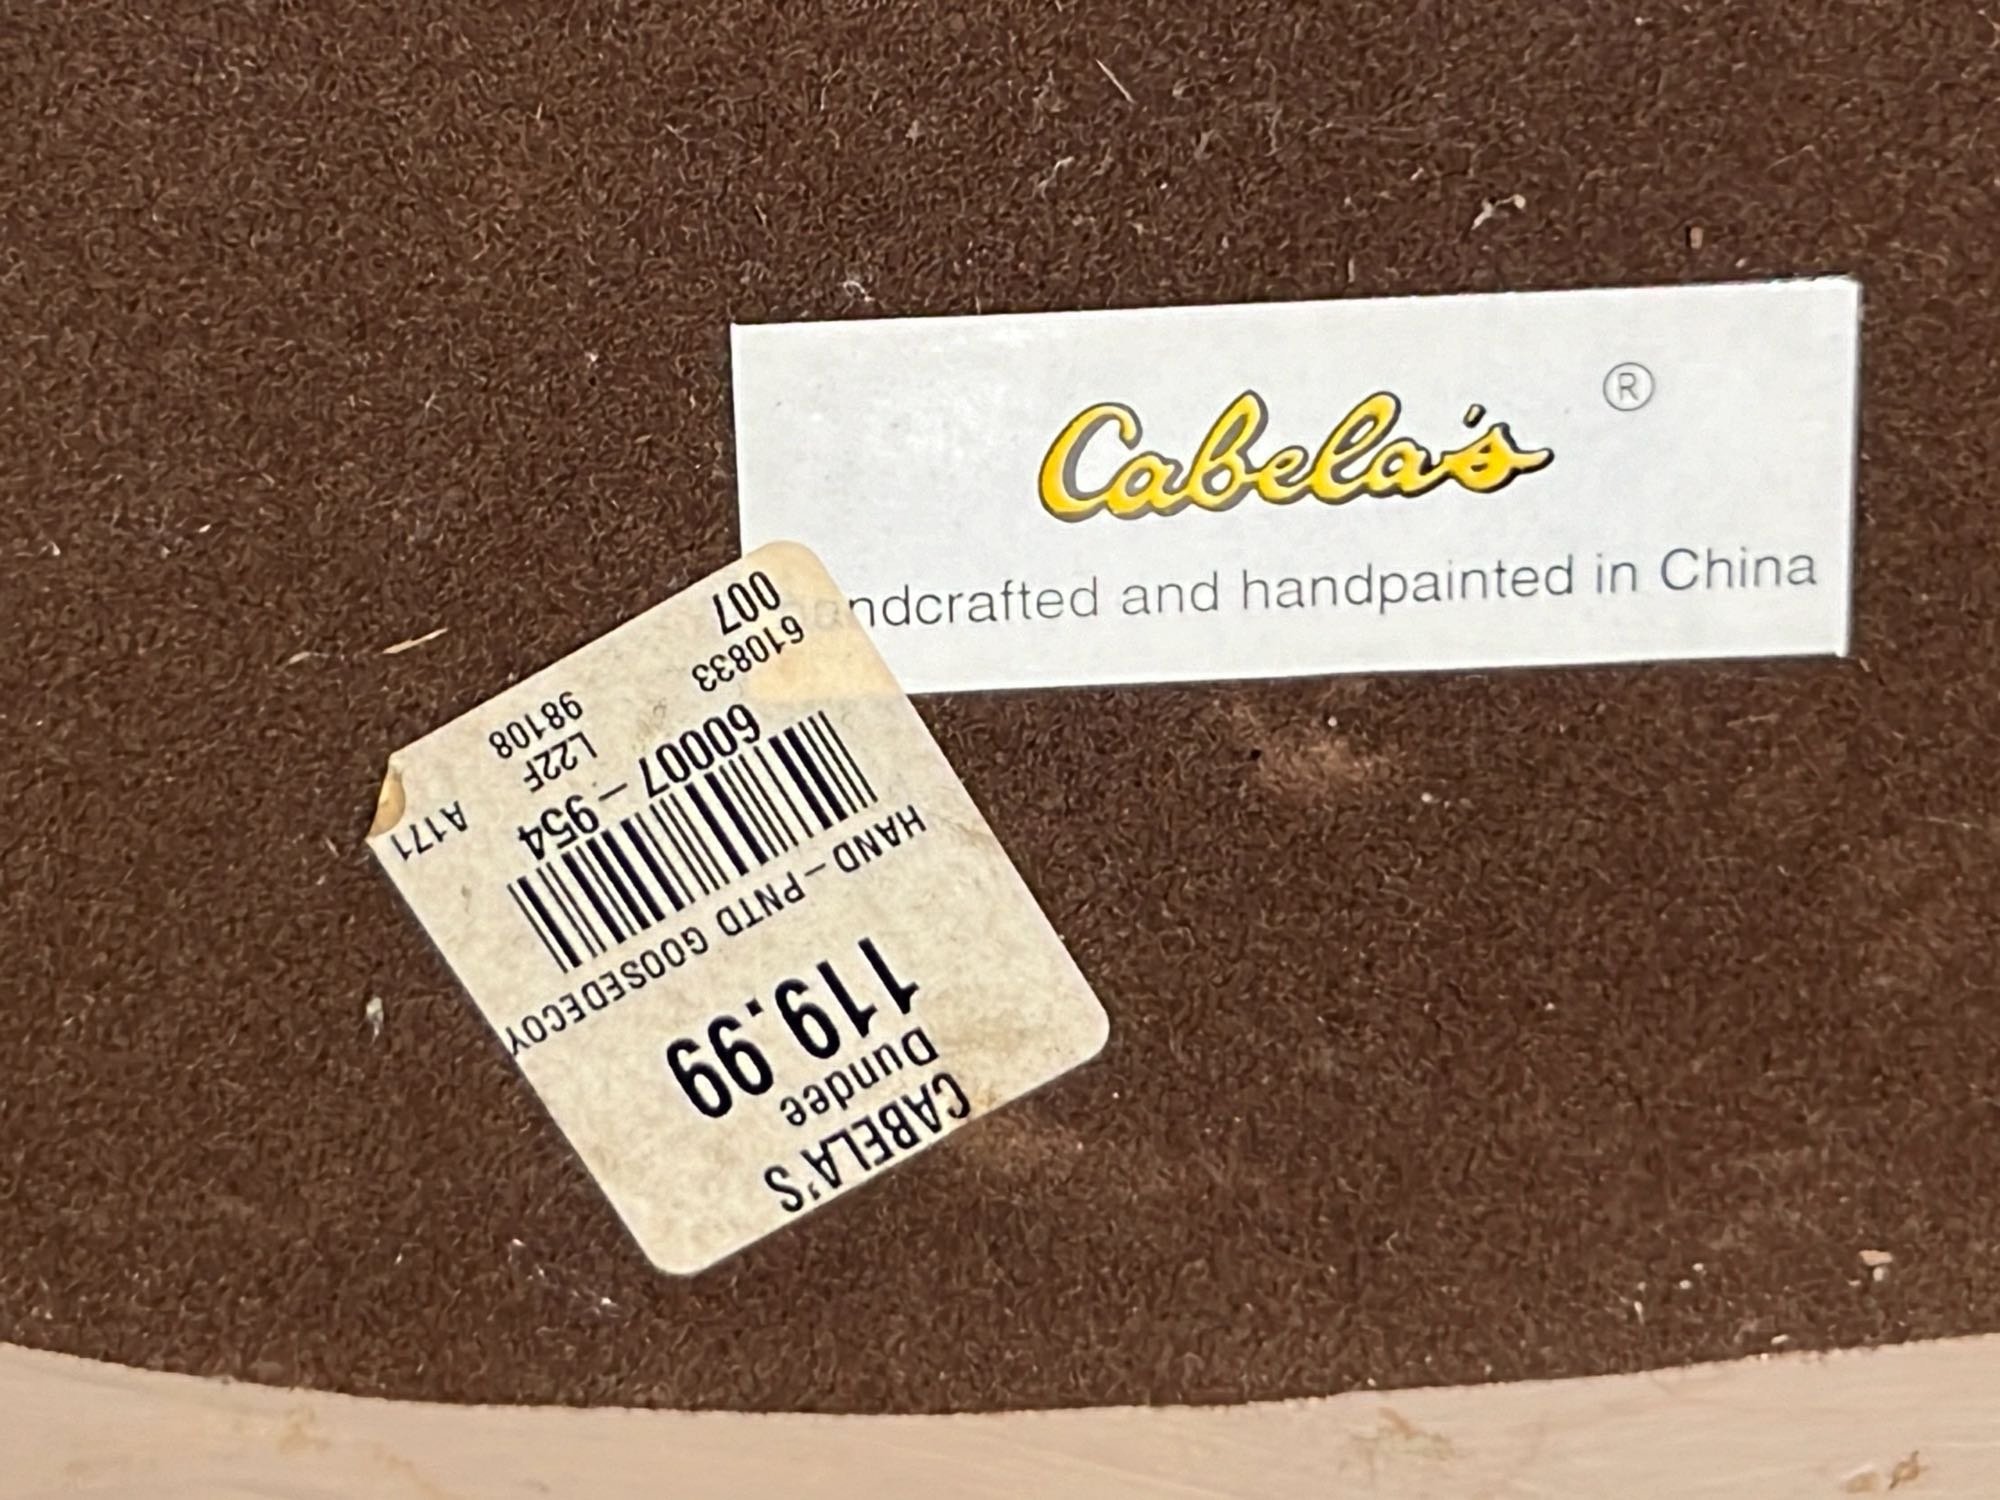 Cabela's ®
Handcrafted and handpainted in China
CABELA'S
Dundee
119.99
HAND-PNTD GOOSEDECOY
60007-954
610833 L22F A171
007 98108